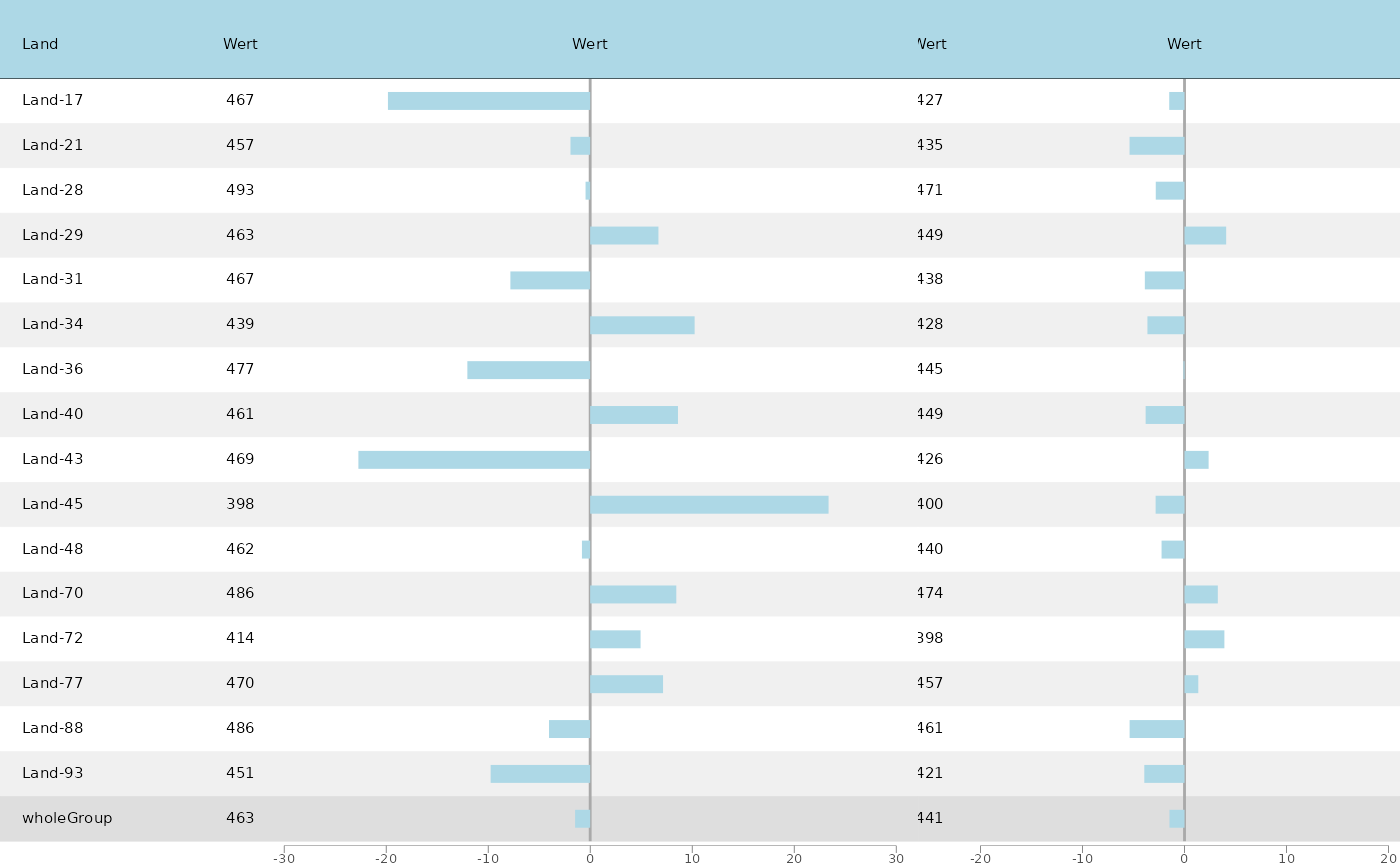 Land Wert Wert Wert Wert
Land-17 467 427
Land-21 457 435
Land-28 493 471
Land-29 463 449
Land-31 467 438
Land-34 439 428
Land-36 477 445
Land-40 461 449
Land-43 469 426
Land-45 398 400
Land-48 462 440
Land-70 486 474
Land-72 414 398
Land-77 470 457
Land-88 486 461
Land-93 451 421
wholeGroup 463 441
-30 -20 -10 0 10 20 30 -20 -10 0 10 20